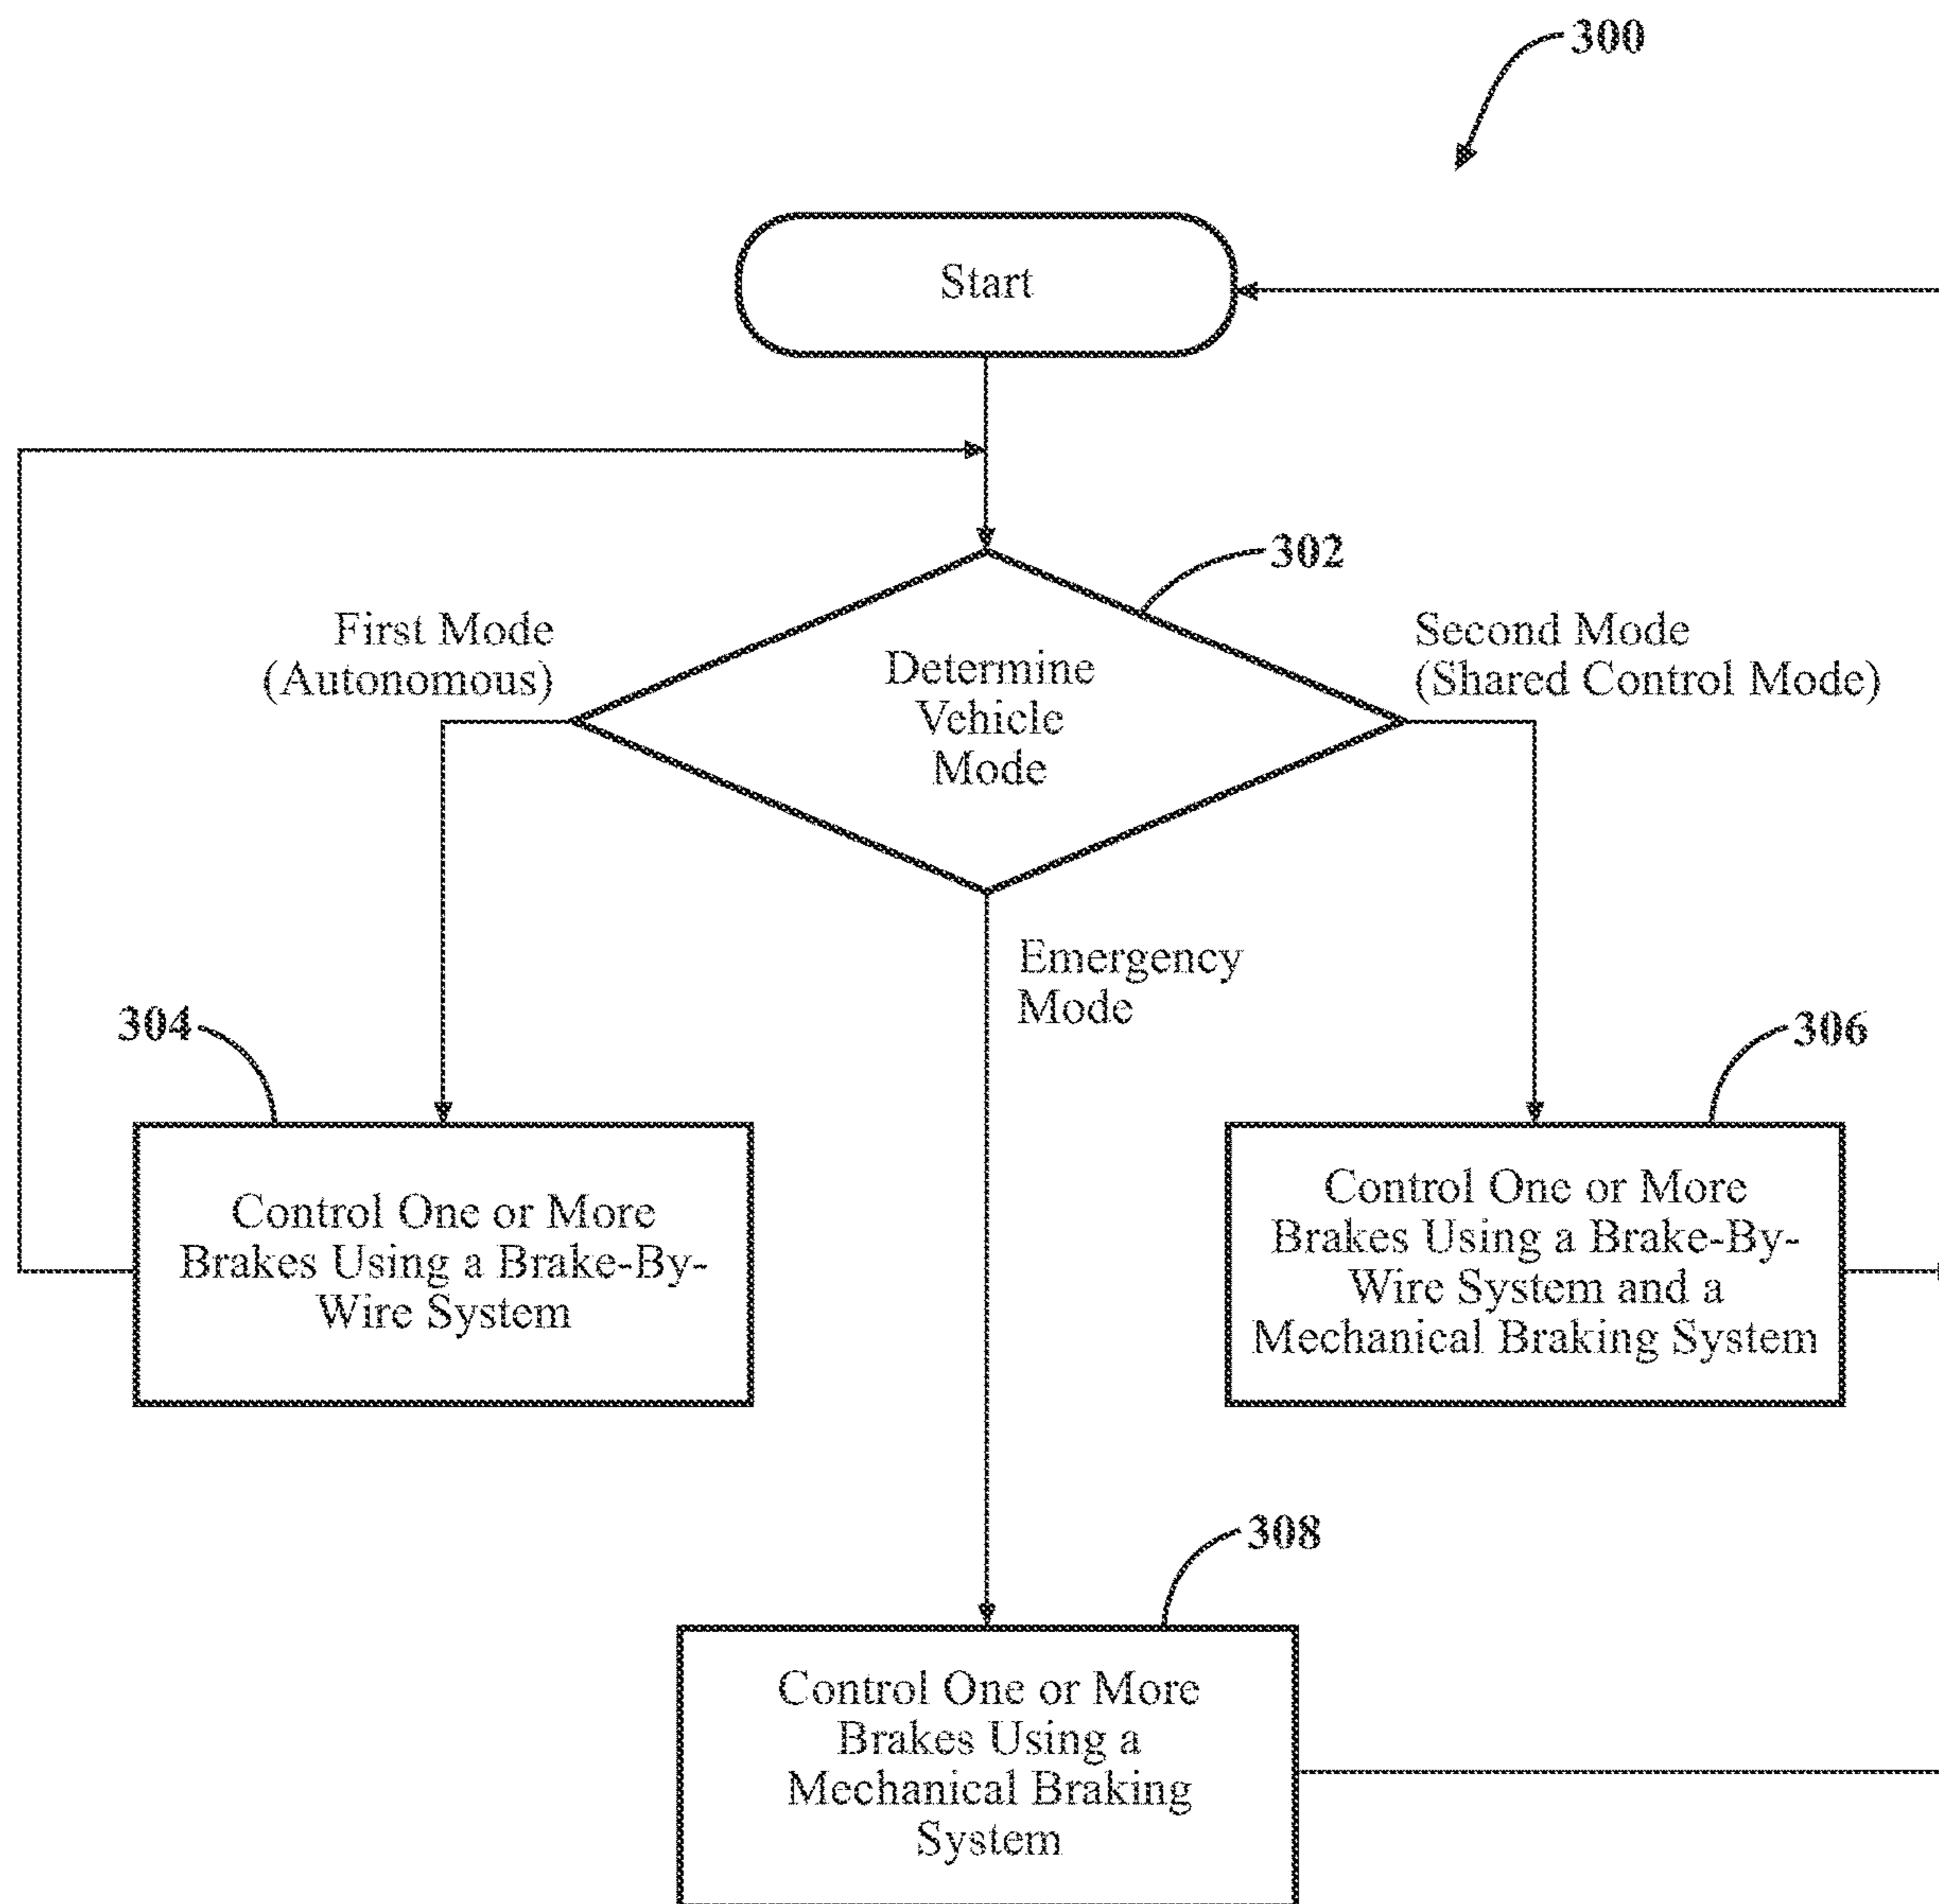 300
Start
302
First Mode
(Autonomous)
Determine
Vehicle
Mode
Second Mode
(Shared Control Mode)
Emergency
Mode
304
306
Control One or More
Brakes Using a Brake-By-
Wire System
Control One or More
Brakes Using a Brake-By-
Wire System and a
Mechanical Braking System
308
Control One or More
Brakes Using a
Mechanical Braking
System